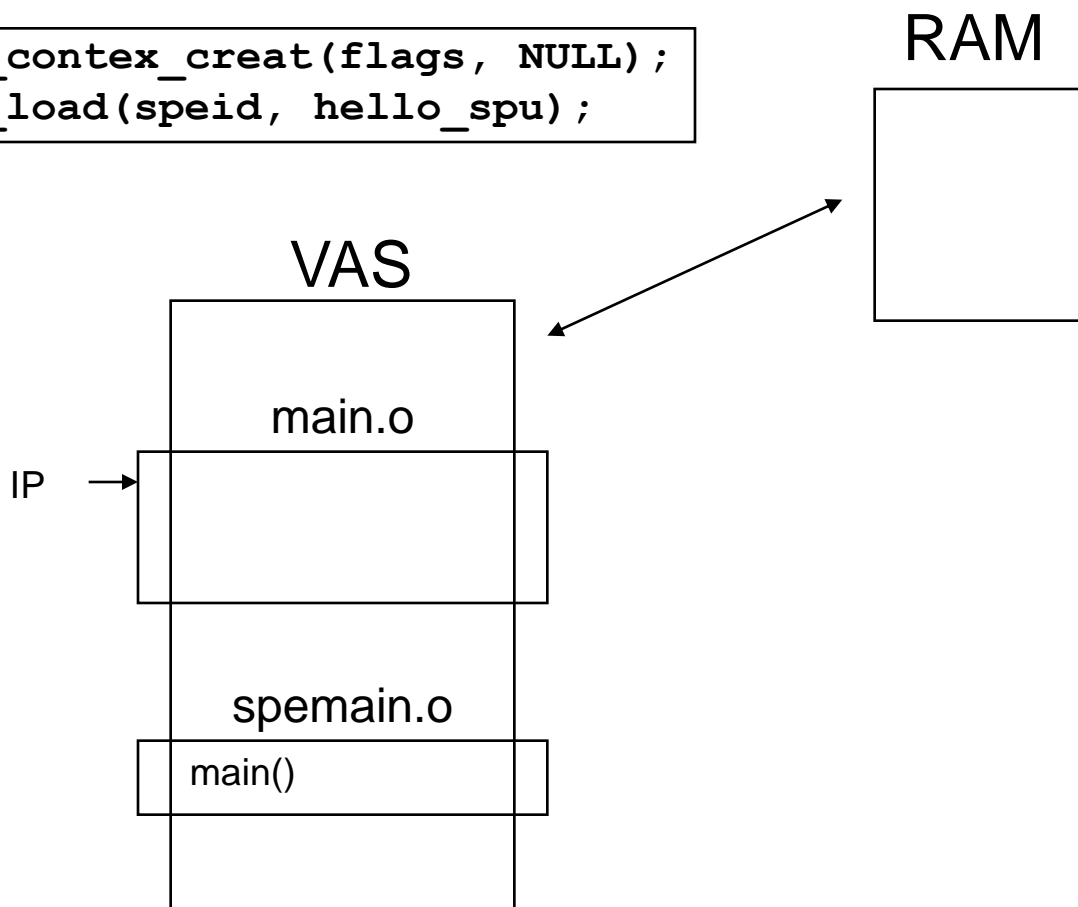 _contex_creat(flags, NULL);
_load(speid, hello_spu);
RAM
VAS
main.o
IP
spemain.o
main()